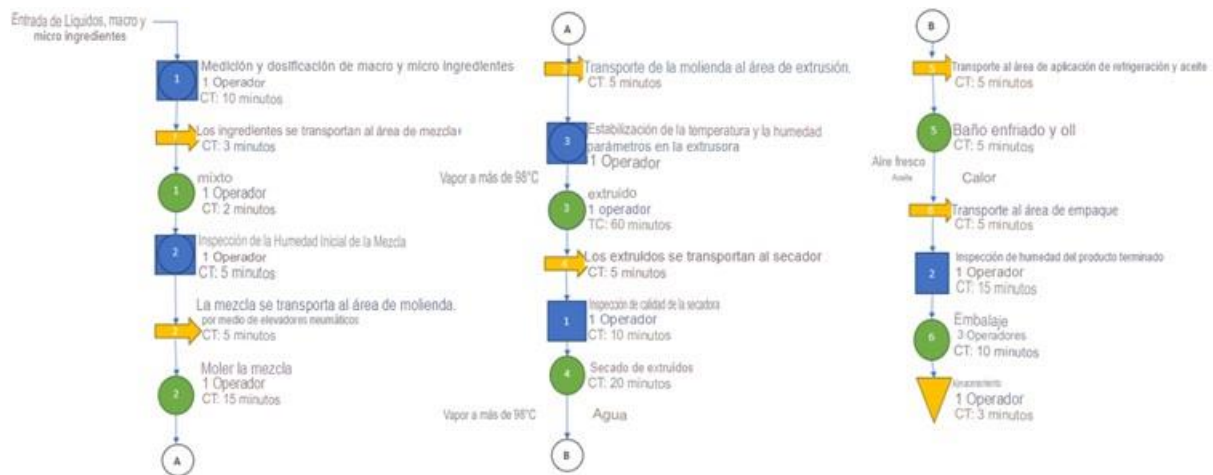 Entrada de Líquidos, macro y
micro ingredientes
1
Medición y dosificación de macro y micro ingredientes
1 Operador
CT: 10 minutos
1
Los ingredientes se transportan al área de mezcla
CT: 3 minutos
1
mixto
1 Operador
CT: 2 minutos
2
Inspección de la Humedad Inicial de la Mezcla
1 Operador
CT: 5 minutos
La mezcla se transporta al área de molienda.
por medio de elevadores neumáticos
CT: 5 minutos
2
Moler la mezcla
1 Operador
CT: 15 minutos
A
A
Transporte de la molienda al área de extrusión.
CT: 5 minutos
3
Estabilización de la temperatura y la humedad
parámetros en la extrusora
1 Operador
Vapor a más de 98°C
3
extruido
1 operador
TC: 60 minutos
4
Los extruidos se transportan al secador
CT: 5 minutos
1
Inspección de calidad de la secadora
1 Operador
CT: 10 minutos
4
Secado de extruidos
CT: 20 minutos
Vapor a más de 98°C
Agua
B
B
5
Transporte al área de aplicación de refrigeración y aceite
CT: 5 minutos
5
Baño enfriado y oll
CT: 5 minutos
Aire fresco
Calor
Transporte al área de empaque
CT: 5 minutos
2
Inspección de humedad del producto terminado
1 Operador
CT: 15 minutos
6
Embalaje
3 Operadores
CT: 10 minutos
1 Operador
CT: 3 minutos